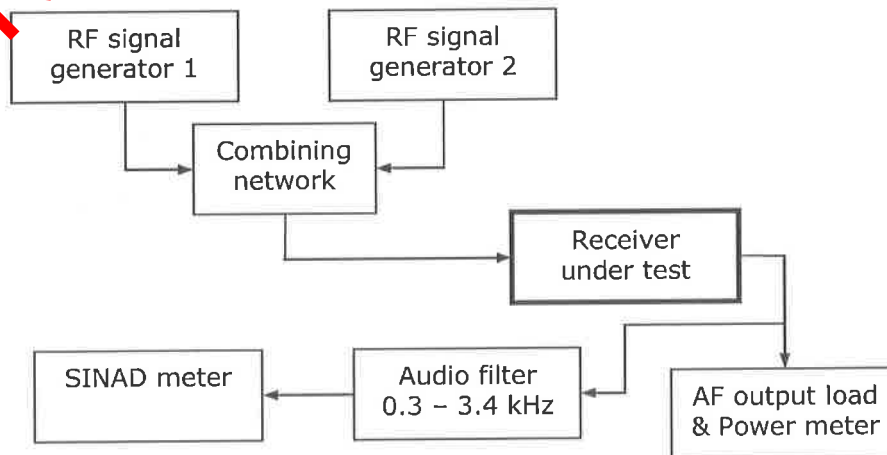 RF signal
generator 1
RF signal
generator 2
Combining
network
Receiver
under test
SINAD meter
Audio filter
0.3 – 3.4 kHz
AF output load
& Power meter